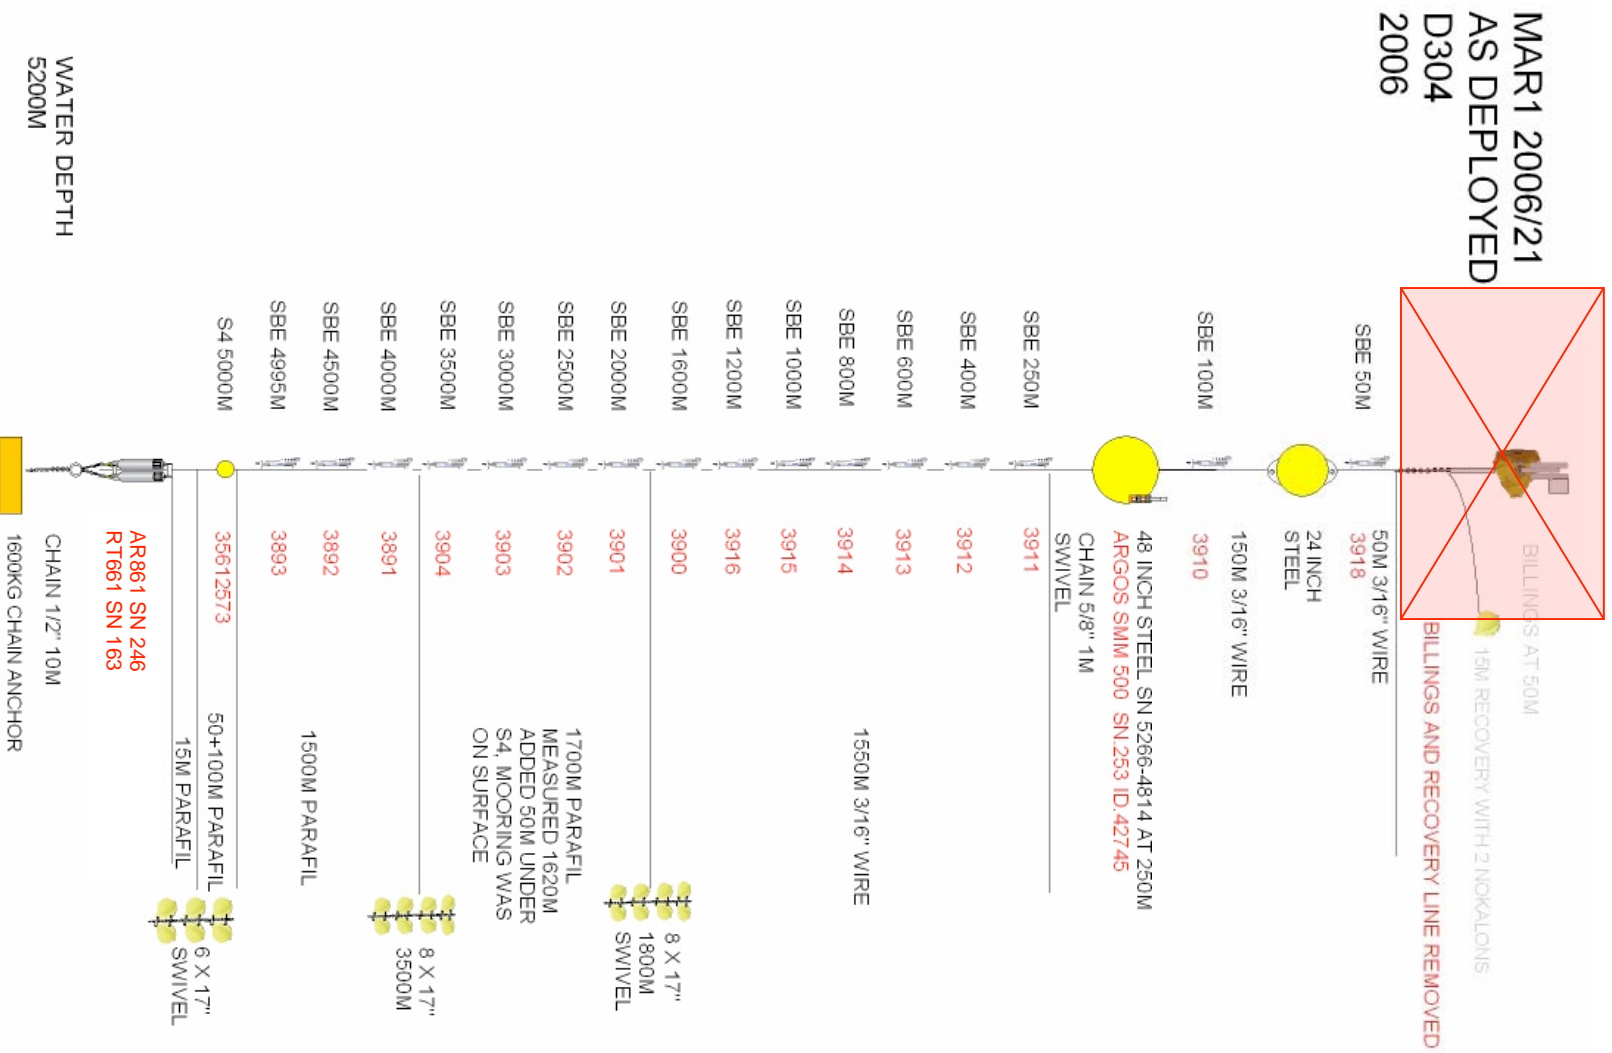 MAR1 2006/21
AS DEPLOYED
D304
2006
BILLINGS AT 50M
15M RECOVERY WITH 2 NOKALONS
BILLINGS AND RECOVERY LINE REMOVED
50M 3/16" WIRE
SBE 50M
3918
24 INCH
STEEL
150M 3/16" WIRE
SBE 100M
3910
48 INCH STEEL SN 5266-4814 AT 250M
ARGOS SMM 500 SN.253 ID.42745
CHAIN 5/8" 1M
SWIVEL
SBE 250M
3911
SBE 400M
3912
SBE 600M
3913
1550M 3/16" WIRE
SBE 800M
3914
SBE 1000M
3915
SBE 1200M
3916
SBE 1600M
3900
8 X 17"
1800M
SWIVEL
SBE 2000M
3901
SBE 2500M
3902
1700M PARAFIL
MEASURED 1620M
ADDED 50M UNDER
S4, MOORING WAS
ON SURFACE
SBE 3000M
3903
SBE 3500M
3904
8 X 17"
3500M
SBE 4000M
3891
SBE 4500M
3892
1500M PARAFIL
SBE 4995M
3893
S4 5000M
35612573
50+100M PARAFIL
6 X 17"
SWIVEL
15M PARAFIL
AR861 SN 246
RT661 SN 163
CHAIN 1/2" 10M
1600KG CHAIN ANCHOR
WATER DEPTH
5200M